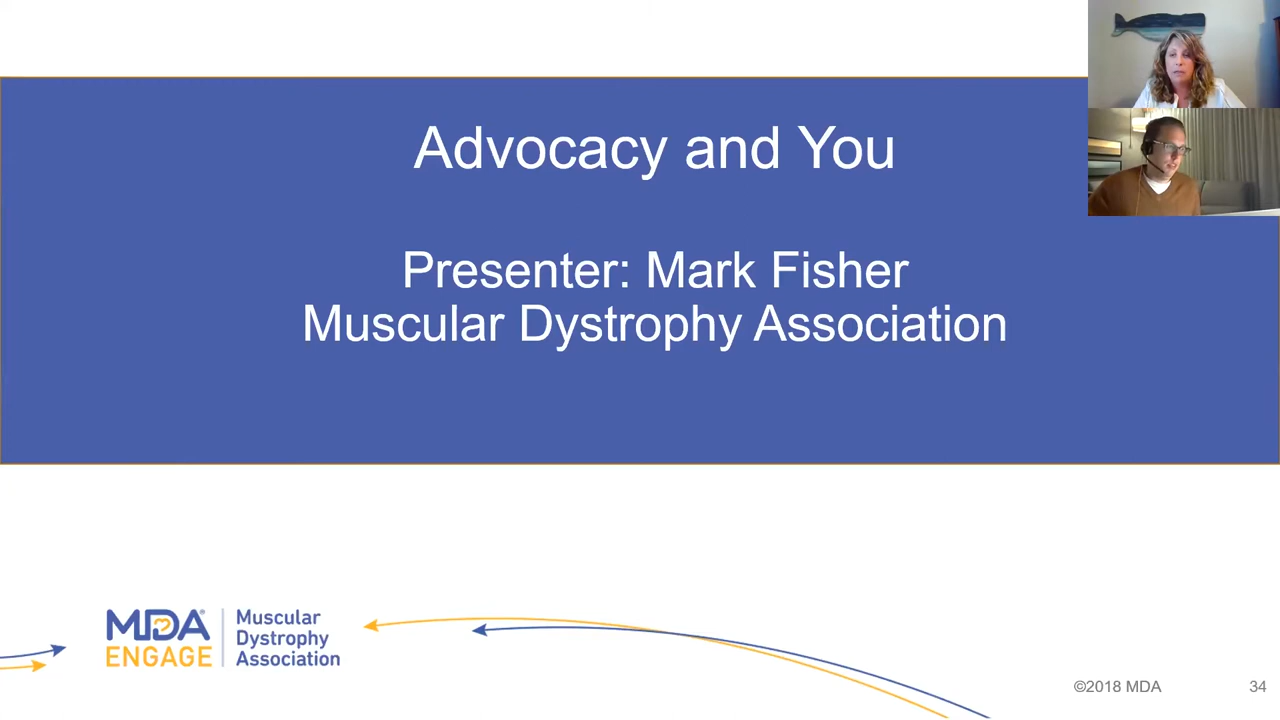 Advocacy and You
Presenter: Mark Fisher
Muscular Dystrophy Association
MDA®
ENGAGE
Muscular
Dystrophy
Association
©2018 MDA
34